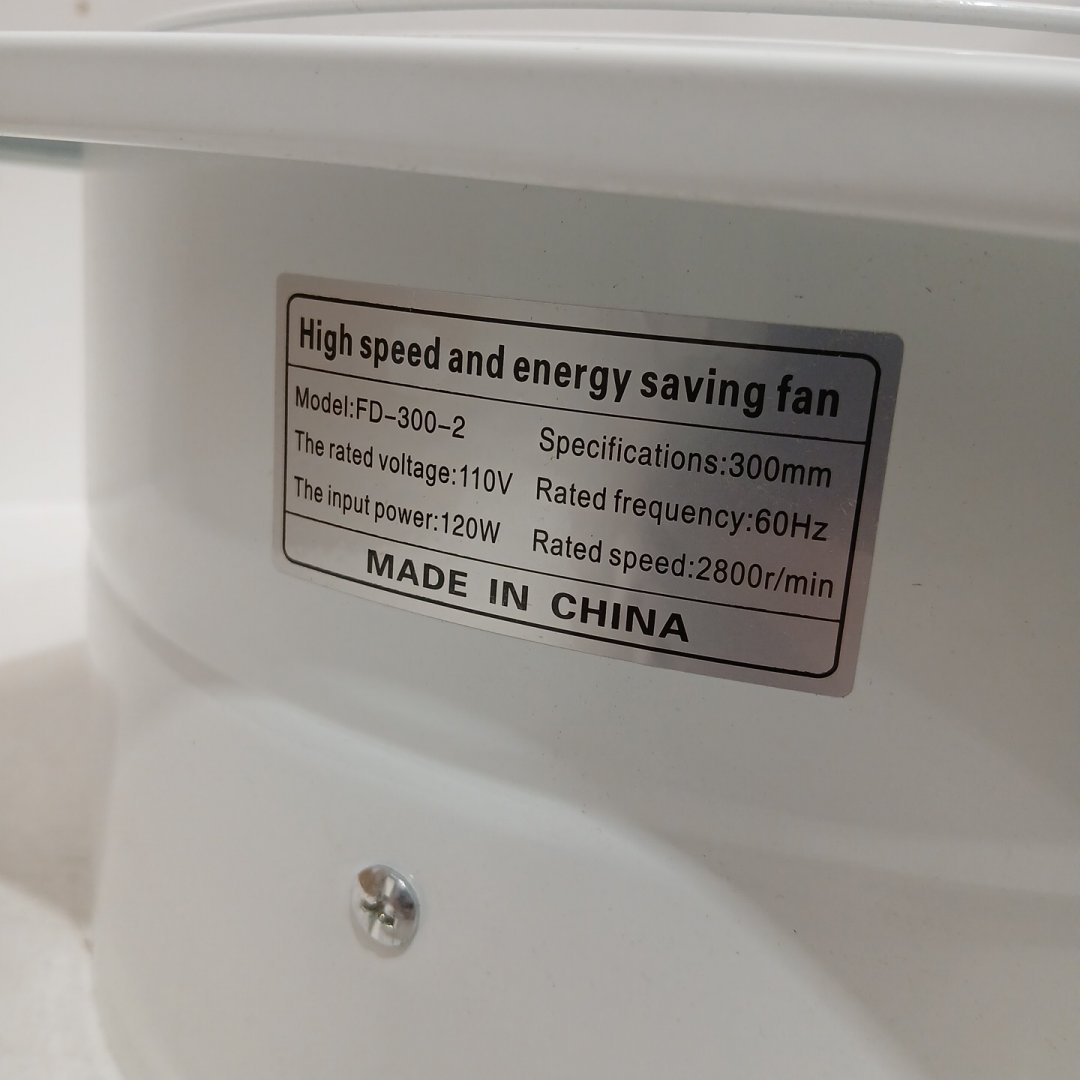 High speed and energy saving fan
Model:FD-300-2 Specifications:300mm
The rated voltage:110V Rated frequency:60Hz
The input power:120W Rated speed:2800r/min
MADE IN CHINA